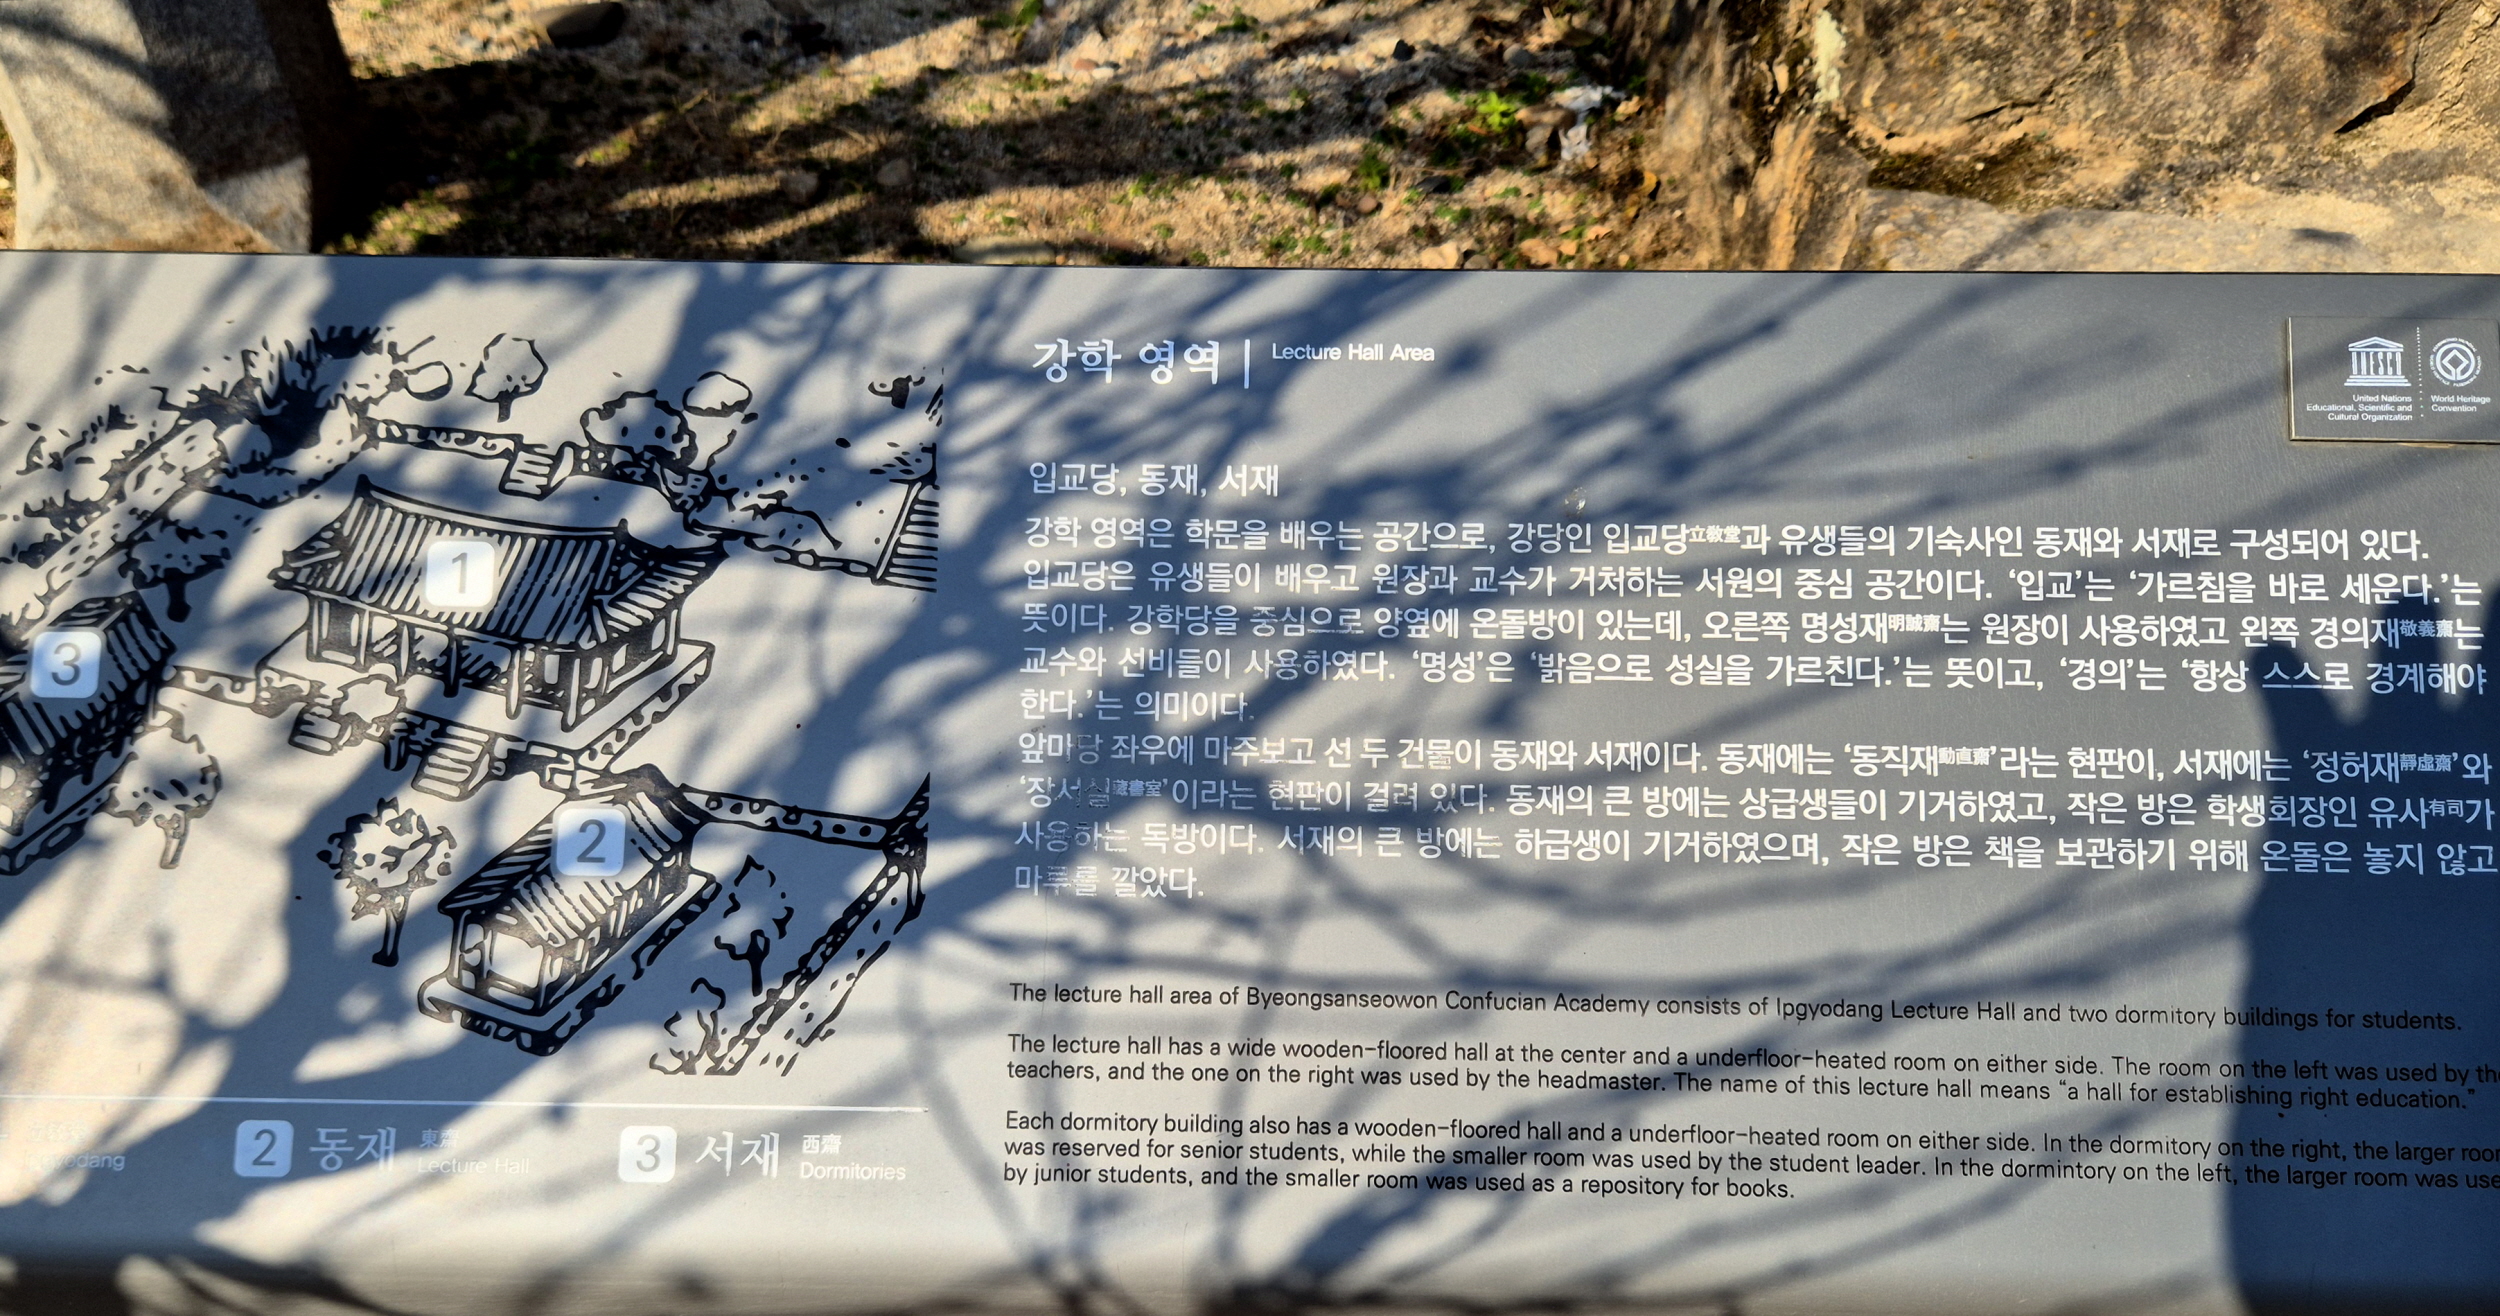 강학 영역 | Lecture Hall Area
United Nations
Educational, Scientific and
Cultural Organization
World Heritage
Convention
UNESCO
입교당, 동재, 서재
강학 영역은 학문을 배우는 공간으로, 강당인 입교당立敎堂과 유생들의 기숙사인 동재와 서재로 구성되어 있다.
입교당은 유생들이 배우고 원장과 교수가 거처하는 서원의 중심 공간이다. ‘입교’는 ‘가르침을 바로 세운다.’는
뜻이다. 강학당을 중심으로 양옆에 온돌방이 있는데, 오른쪽 명성재明誠齋는 원장이 사용하였고 왼쪽 경의재敬義齋는
교수와 선비들이 사용하였다. ‘명성’은 ‘밝음으로 성실을 가르친다.’는 뜻이고, ‘경의’는 ‘항상 스스로 경계해야
한다.’는 의미이다.
앞마당 좌우에 마주보고 선 두 건물이 동재와 서재이다. 동재에는 ‘동직재動直齋’라는 현판이, 서재에는 ‘정허재靜虛齋’와
‘장서실藏書室’이라는 현판이 걸려 있다. 동재의 큰 방에는 상급생들이 기거하였고, 작은 방은 학생회장인 유사有司가
사용하는 독방이다. 서재의 큰 방에는 하급생이 기거하였으며, 작은 방은 책을 보관하기 위해 온돌은 놓지 않고
마루를 깔았다.
The lecture hall area of Byeongsanseowon Confucian Academy consists of Ipgyodang Lecture Hall and two dormitory buildings for students.
The lecture hall has a wide wooden-floored hall at the center and a underfloor-heated room on either side. The room on the left was used by
teachers, and the one on the right was used by the headmaster. The name of this lecture hall means “a hall for establishing right education.”
Each dormitory building also has a wooden-floored hall and a underfloor-heated room on either side. In the dormitory on the right, the larger
was reserved for senior students, while the smaller room was used by the student leader. In the dormintory on the left, the larger room was
by junior students, and the smaller room was used as a repository for books.
1
3
2
2 동재 東齋 Lecture Hall
3 서재 西齋 Dormitories